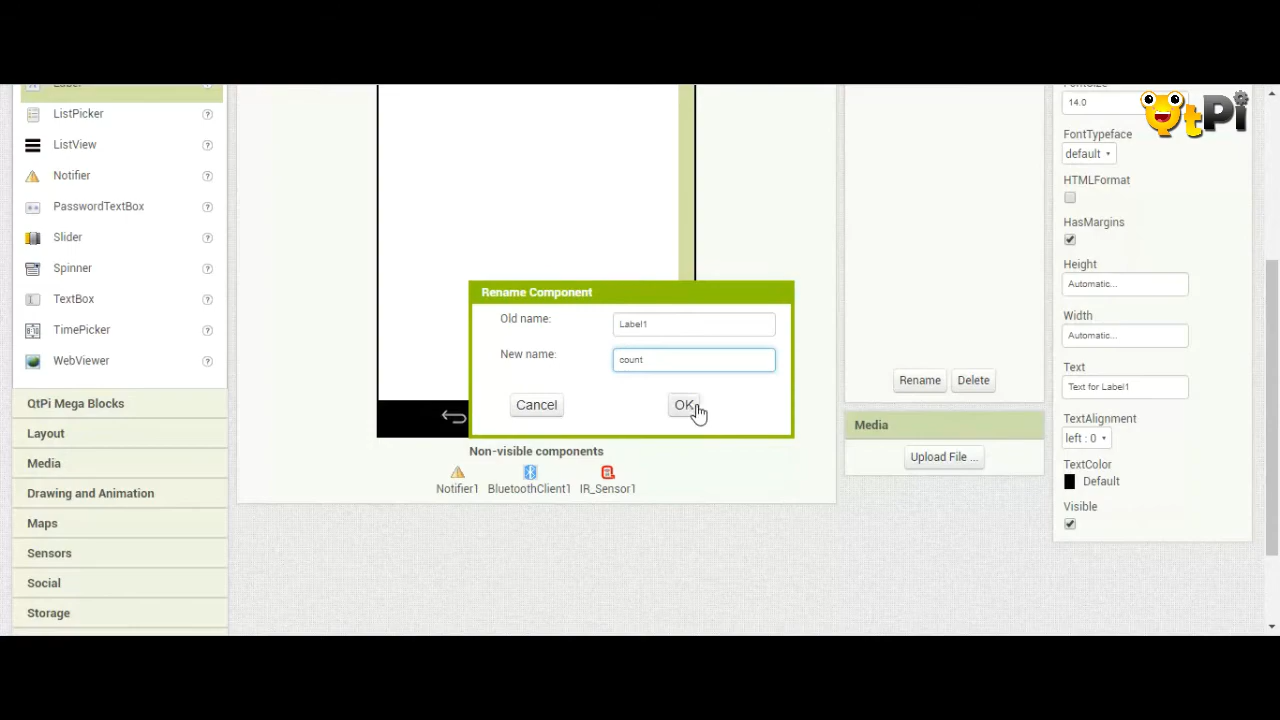 Label
ListPicker
ListView
Notifier
PasswordTextBox
Slider
Spinner
TextBox
TimePicker
WebViewer
QtPi Mega Blocks
Layout
Media
Drawing and Animation
Maps
Sensors
Social
Storage
Rename Component
Old name:
Label1
New name:
count
Cancel
OK
Non-visible components
Notifier1
BluetoothClient1
IR_Sensor1
Rename
Delete
Media
Upload File ...
FontSize
14.0
QtPi
FontTypeface
default
HTMLFormat
HasMargins
Height
Automatic...
Width
Automatic...
Text
Text for Label1
TextAlignment
left : 0
TextColor
Default
Visible